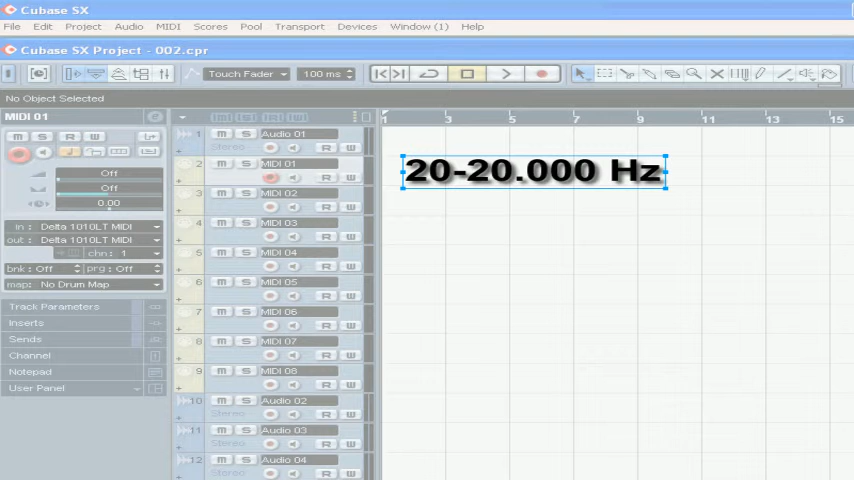 Cubase SX
File Edit Project Audio MIDI Scores Pool Transport Devices Window (1) Help
Cubase SX Project - 002.cpr
Touch Fader 100 ms
No Object Selected
MIDI 01
1 3 5 7 9 11 13 15
20-20.000 Hz
m S R W
Off
Off
0.00
in : Delta 1010LT MIDI
out : Delta 1010LT MIDI
chn: 1
bnk : Off prg : Off
map: No Drum Map
Track Parameters
Inserts
Sends
Channel
Notepad
User Panel
1 m S Audio 01
Stereo R W
2 m S MIDI 01
R W
3 m S MIDI 02
R W
4 m S MIDI 03
R W
5 m S MIDI 04
R W
6 m S MIDI 05
R W
7 m S MIDI 06
R W
8 m S MIDI 07
R W
9 m S MIDI 08
R W
10 m S Audio 02
Stereo R W
11 m S Audio 03
Stereo R W
12 m S Audio 04
Stereo R W